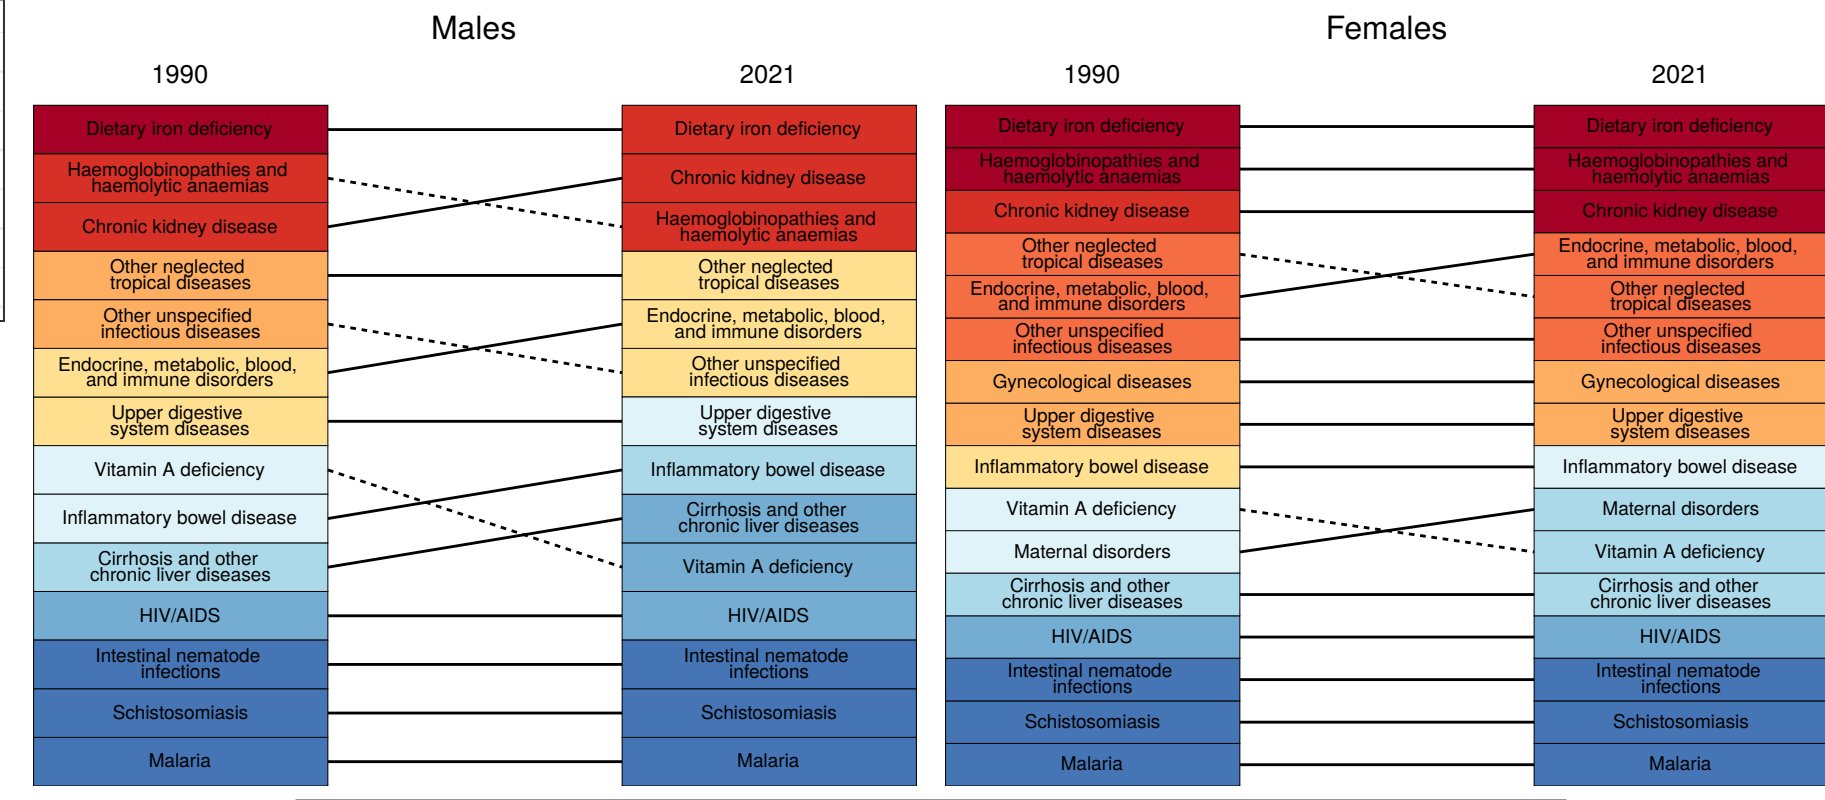 Males
Females
1990
2021
1990
2021
Dietary iron deficiency
Haemoglobinopathies and
haemolytic anaemias
Chronic kidney disease
Other neglected
tropical diseases
Other unspecified
infectious diseases
Endocrine, metabolic, blood,
and immune disorders
Upper digestive
system diseases
Vitamin A deficiency
Inflammatory bowel disease
Cirrhosis and other
chronic liver diseases
HIV/AIDS
Intestinal nematode
infections
Schistosomiasis
Malaria
Dietary iron deficiency
Chronic kidney disease
Haemoglobinopathies and
haemolytic anaemias
Other neglected
tropical diseases
Endocrine, metabolic, blood,
and immune disorders
Other unspecified
infectious diseases
Upper digestive
system diseases
Inflammatory bowel disease
Cirrhosis and other
chronic liver diseases
Vitamin A deficiency
HIV/AIDS
Intestinal nematode
infections
Schistosomiasis
Malaria
Dietary iron deficiency
Haemoglobinopathies and
haemolytic anaemias
Chronic kidney disease
Other neglected
tropical diseases
Endocrine, metabolic, blood,
and immune disorders
Other unspecified
infectious diseases
Gynecological diseases
Upper digestive
system diseases
Inflammatory bowel disease
Vitamin A deficiency
Maternal disorders
Cirrhosis and other
chronic liver diseases
HIV/AIDS
Intestinal nematode
infections
Schistosomiasis
Malaria
Dietary iron deficiency
Haemoglobinopathies and
haemolytic anaemias
Chronic kidney disease
Endocrine, metabolic, blood,
and immune disorders
Other neglected
tropical diseases
Other unspecified
infectious diseases
Gynecological diseases
Upper digestive
system diseases
Inflammatory bowel disease
Maternal disorders
Vitamin A deficiency
Cirrhosis and other
chronic liver diseases
HIV/AIDS
Intestinal nematode
infections
Schistosomiasis
Malaria